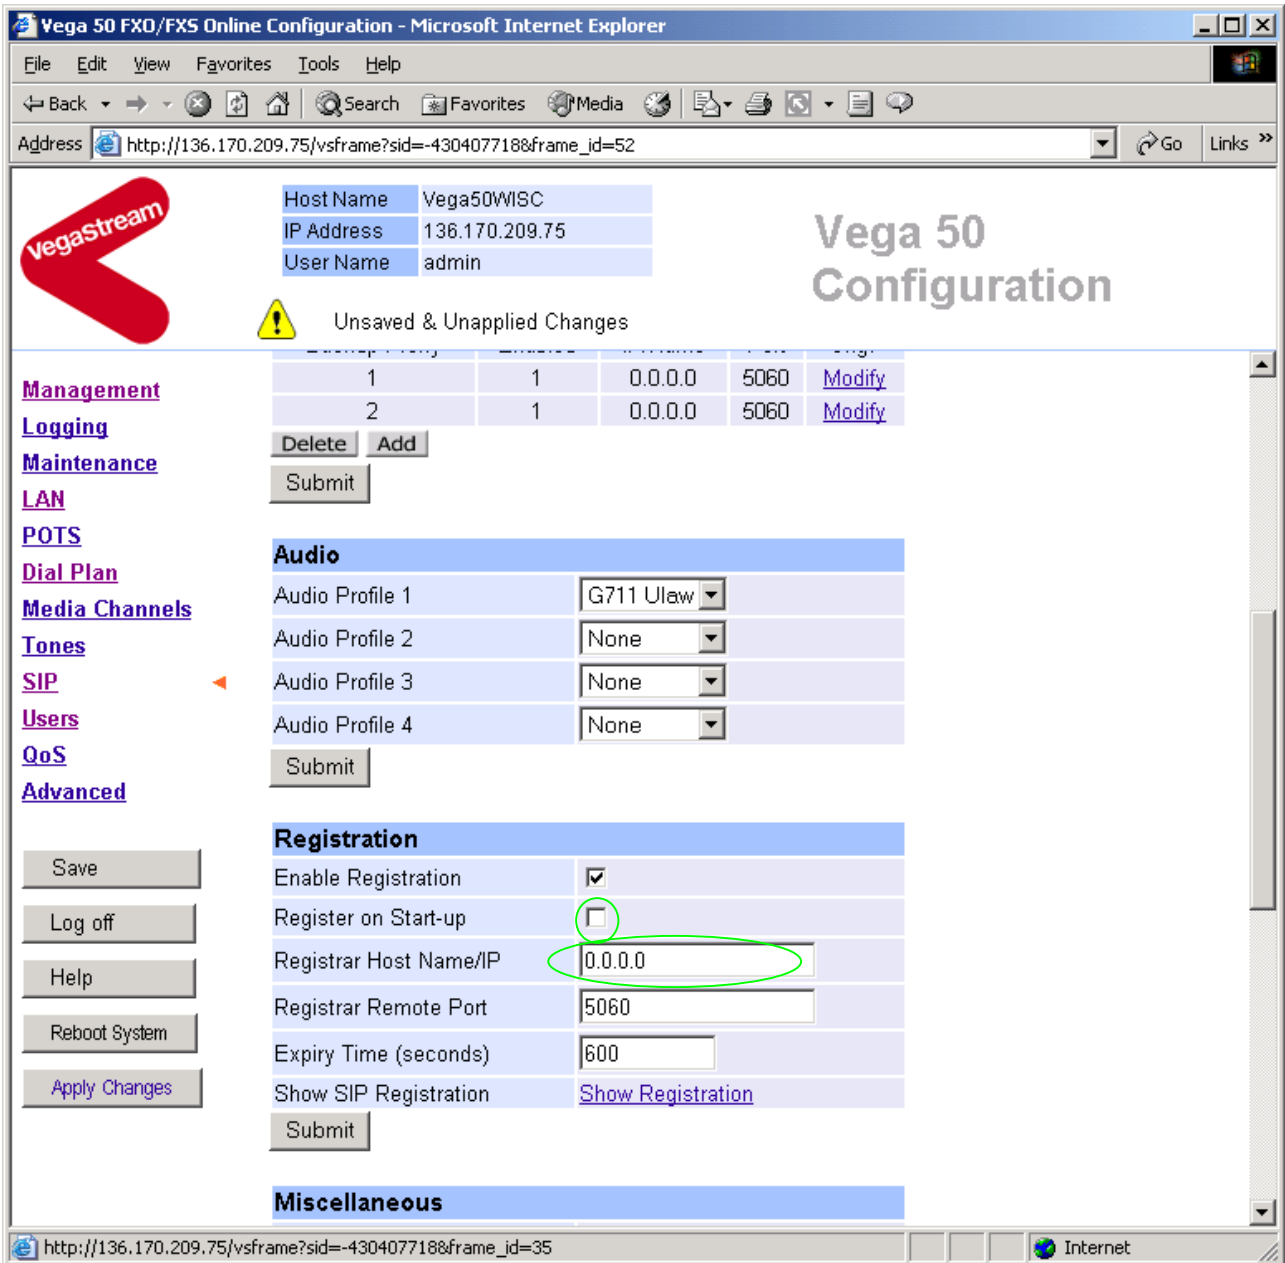 Vega 50 FXO/FXS Online Configuration - Microsoft Internet Explorer
File Edit View Favorites Tools Help
Back Search Favorites Media
Address http://136.170.209.75/vsframe?sid=-430407718&frame_id=52 Go Links »
vegastream
Host Name Vega50WISC
IP Address 136.170.209.75
User Name admin
Vega 50
Configuration
Unsaved & Unapplied Changes
1 1 0.0.0.0 5060 Modify
2 1 0.0.0.0 5060 Modify
Delete Add
Submit
Management
Logging
Maintenance
LAN
POTS
Dial Plan
Media Channels
Tones
SIP
Users
QoS
Advanced
Save
Log off
Help
Reboot System
Apply Changes
Audio
Audio Profile 1 G711 Ulaw
Audio Profile 2 None
Audio Profile 3 None
Audio Profile 4 None
Submit
Registration
Enable Registration
Register on Start-up
Registrar Host Name/IP 0.0.0.0
Registrar Remote Port 5060
Expiry Time (seconds) 600
Show SIP Registration Show Registration
Submit
Miscellaneous
http://136.170.209.75/vsframe?sid=-430407718&frame_id=35 Internet